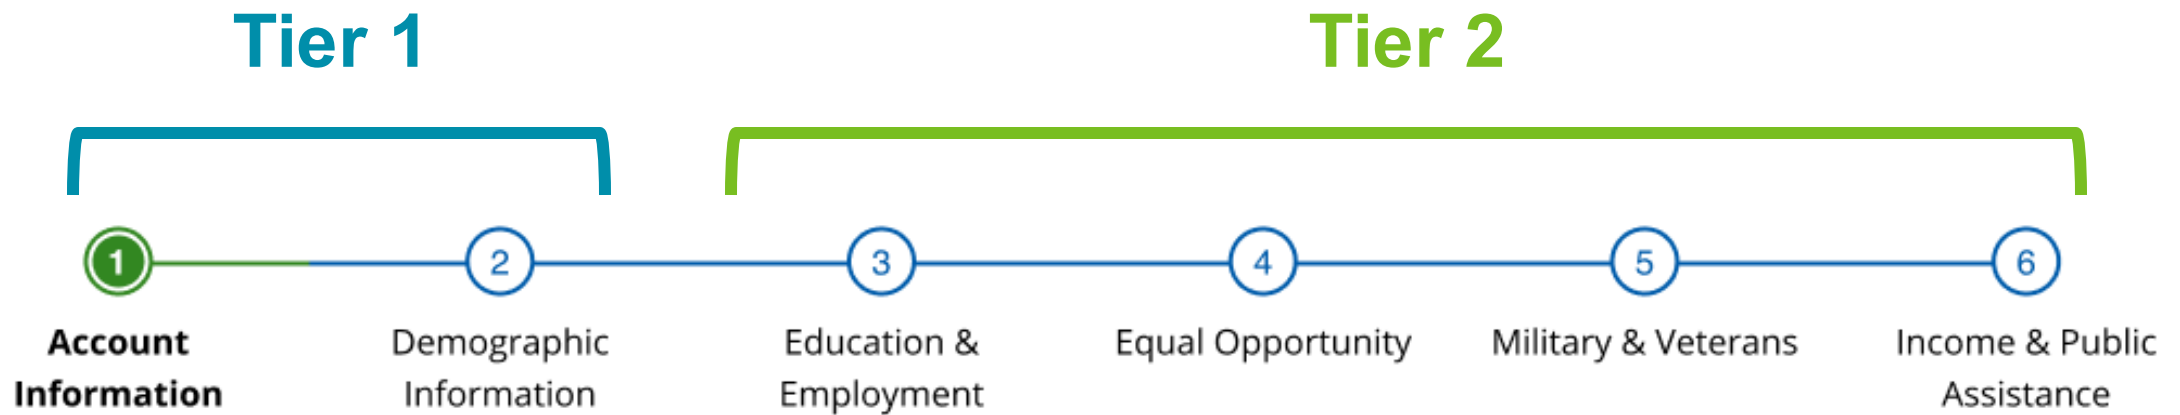 Tier 1
Tier 2
1
2
3
4
5
6
Account
Information
Demographic
Information
Education &
Employment
Equal Opportunity
Military & Veterans
Income & Public
Assistance